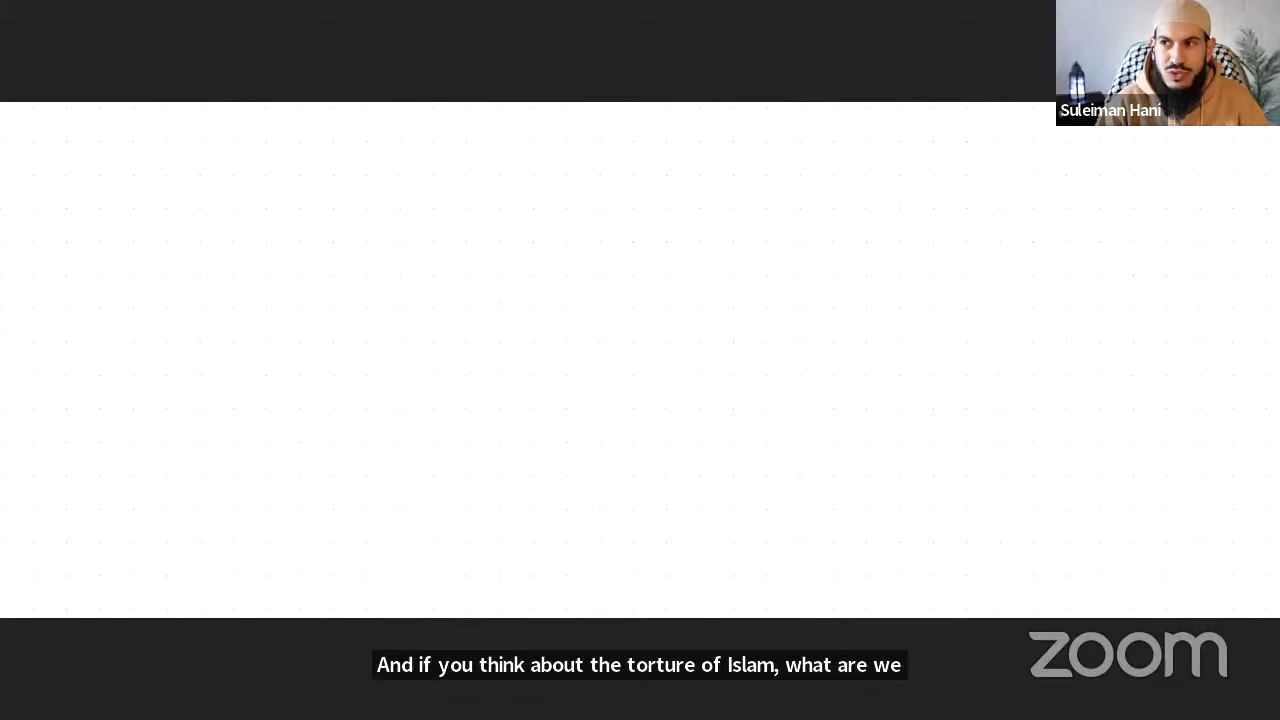 Suleiman Hani
And if you think about the torture of Islam, what are we
zoom